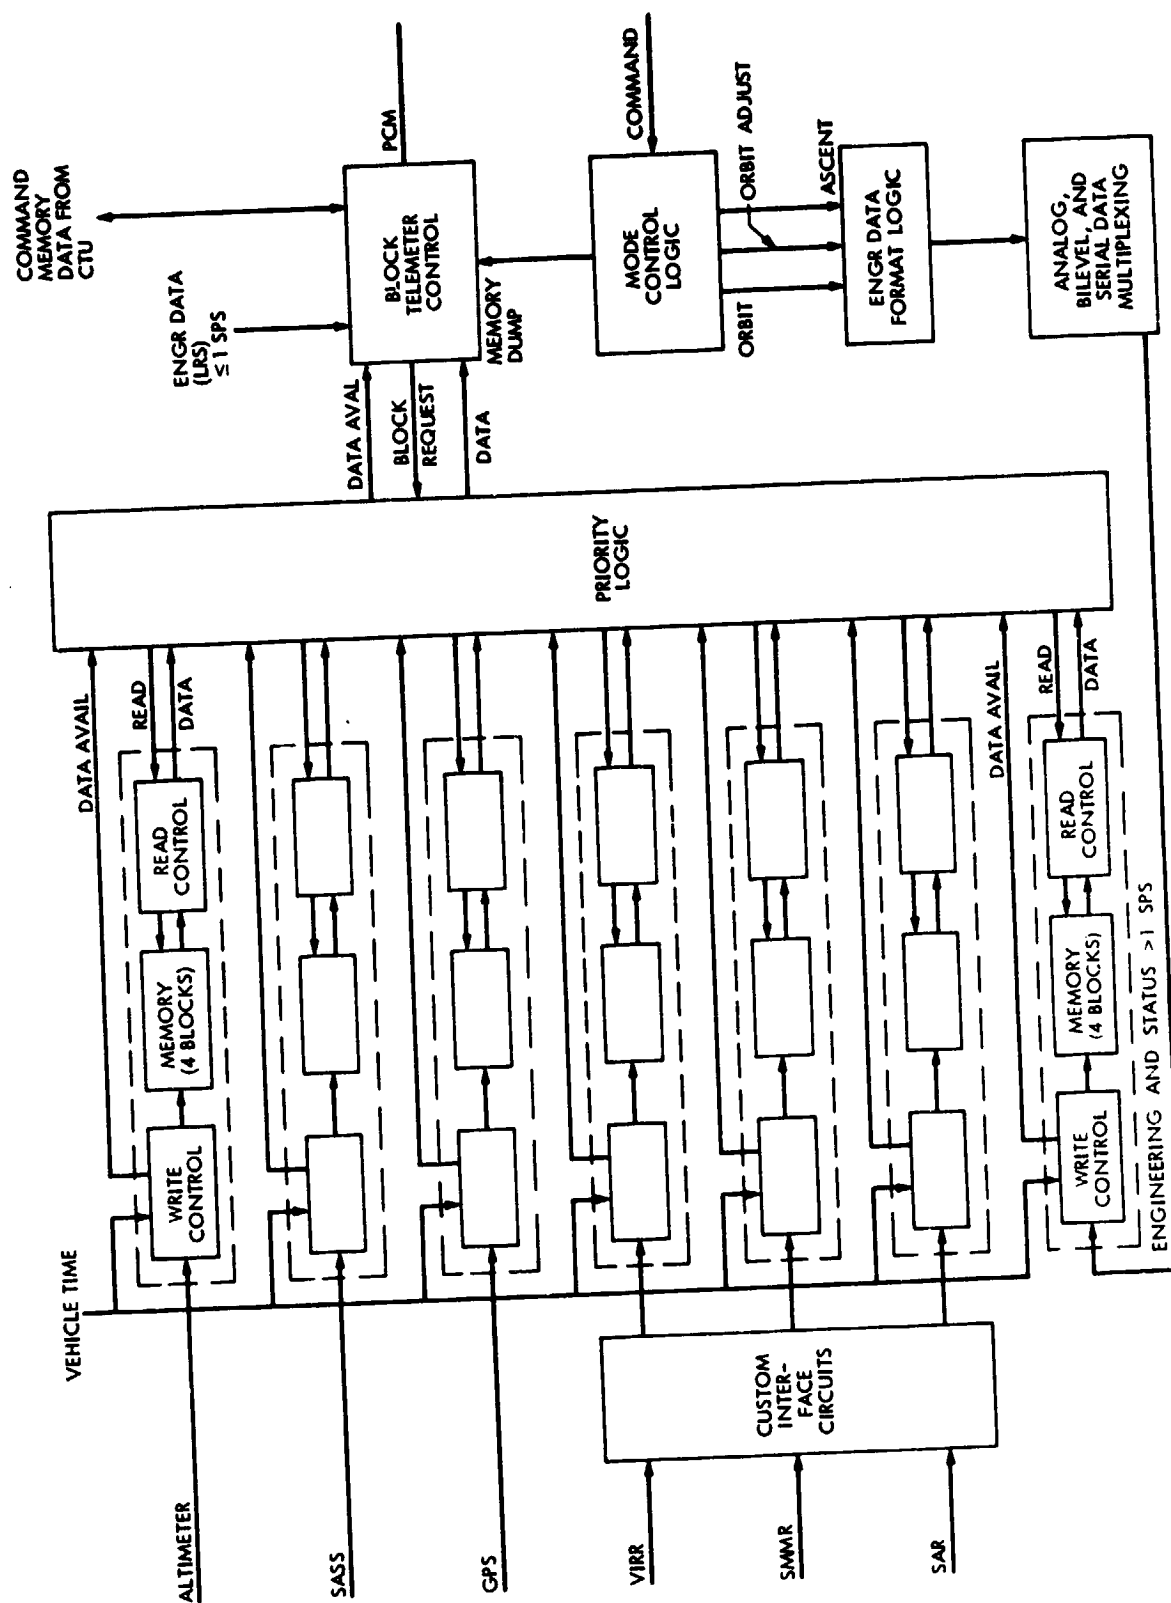 COMMAND
MEMORY
DATA FROM
CTU
ENGR DATA
(LRS)
≤ 1 SPS
BLOCK
TELEMETER
CONTROL
PCM
DATA AVAL
BLOCK
REQUEST
DATA
MEMORY
DUMP
MODE
CONTROL
LOGIC
COMMAND
ORBIT
ORBIT ADJUST
ASCENT
ENGR DATA
FORMAT LOGIC
ANALOG,
BILEVEL, AND
SERIAL DATA
MULTIPLEXING
PRIORITY
LOGIC
DATA AVAIL
READ
DATA
READ
CONTROL
MEMORY
(4 BLOCKS)
WRITE
CONTROL
DATA AVAIL
READ
DATA
READ
CONTROL
MEMORY
(4 BLOCKS)
WRITE
CONTROL
ENGINEERING AND STATUS >1 SPS
VEHICLE TIME
CUSTOM
INTER-
FACE
CIRCUITS
ALTIMETER
SASS
GPS
VIRR
SMMR
SAR